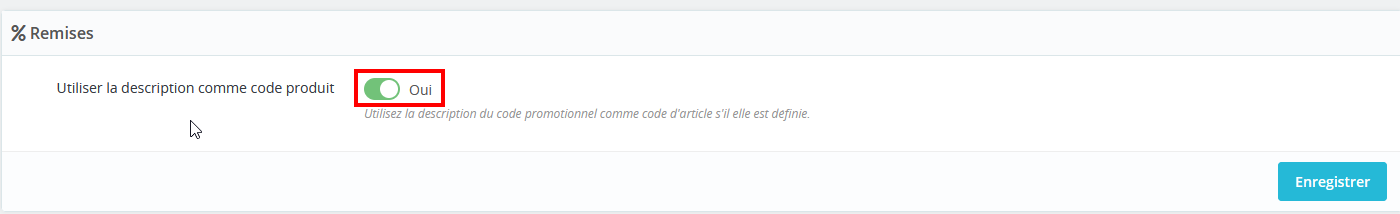 % Remises
Utiliser la description comme code produit
Oui
Utilisez la description du code promotionnel comme code d'article s'il elle est définie.
Enregistrer